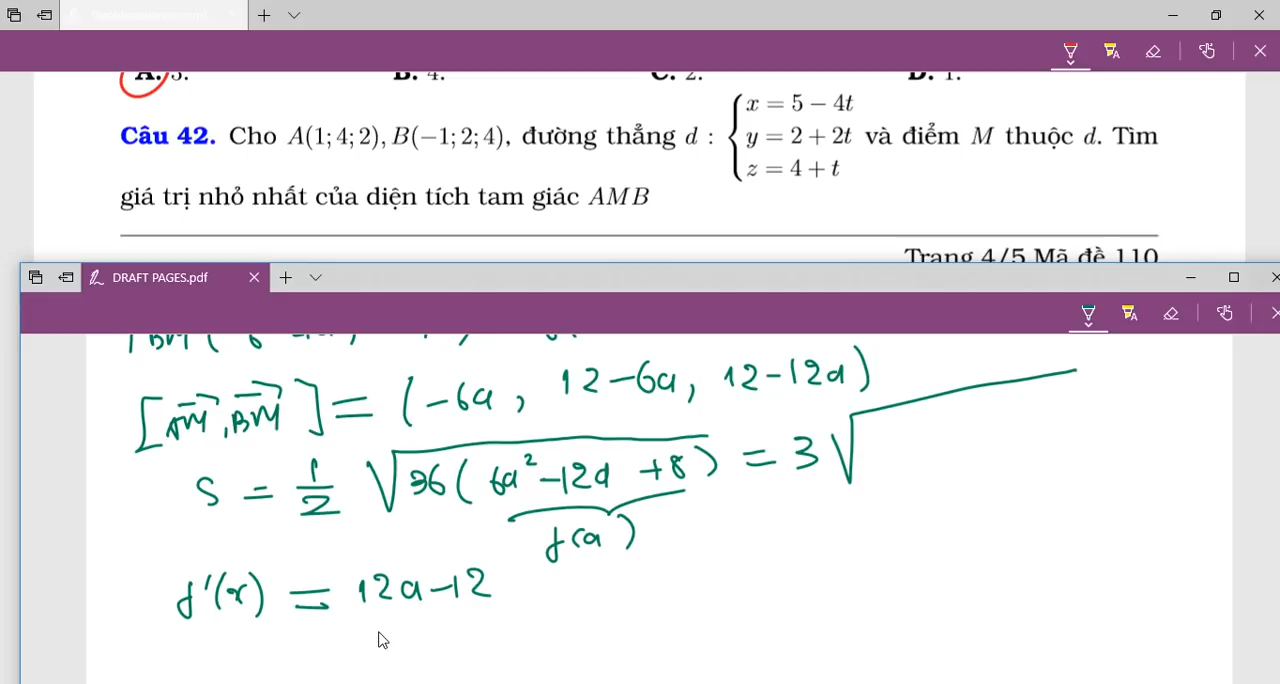 A. 5. B. 4. C. 2. D. 1.
Câu 42. Cho A(1; 4; 2), B(−1; 2; 4), đường thẳng d : { x = 5 − 4t
y = 2 + 2t
z = 4 + t và điểm M thuộc d. Tìm
giá trị nhỏ nhất của diện tích tam giác AMB
Trang 4/5 Mã đề 110
DRAFT PAGES.pdf
[AM, BM] = (−6a, 12−6a, 12−12a)
S = 1/2 √36(6a² −12a +8) = 3√
f(a)
f'(x) = 12a−12